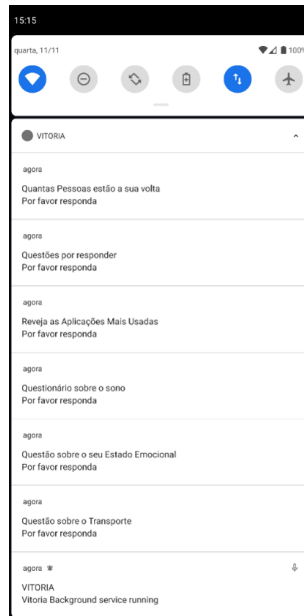 15:15
quarta, 11/11
100%
VITORIA
agora
Quantas Pessoas estão a sua volta
Por favor responda
agora
Questões por responder
Por favor responda
agora
Reveja as Aplicações Mais Usadas
Por favor responda
agora
Questionário sobre o sono
Por favor responda
agora
Questão sobre o seu Estado Emocional
Por favor responda
agora
Questão sobre o Transporte
Por favor responda
agora
VITORIA
Vitoria Background service running